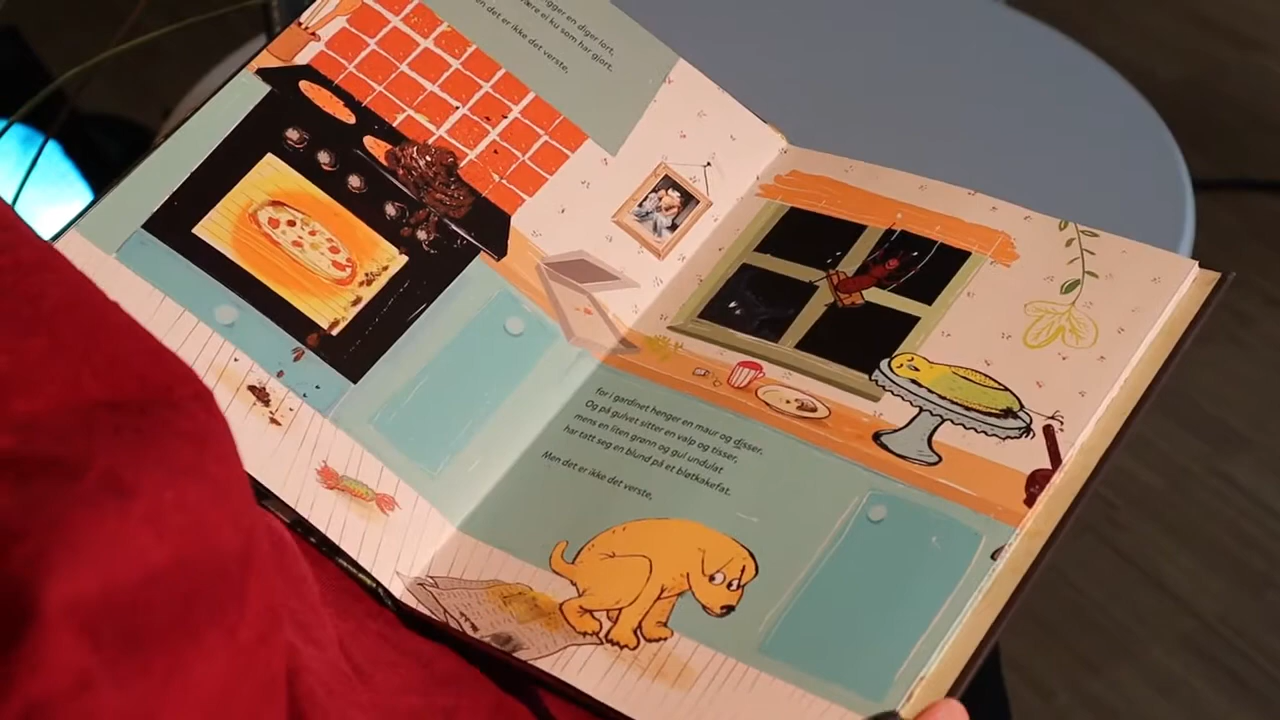 ligger en diger lort,
være ei ku som har gjort.
en det er ikke det verste,
for i gardinet henger en maur og disser.
Og på gulvet sitter en valp og tisser,
mens en liten grønn og gul undulat
har tatt seg en blund på et bløtkakefat.
Men det er ikke det verste,